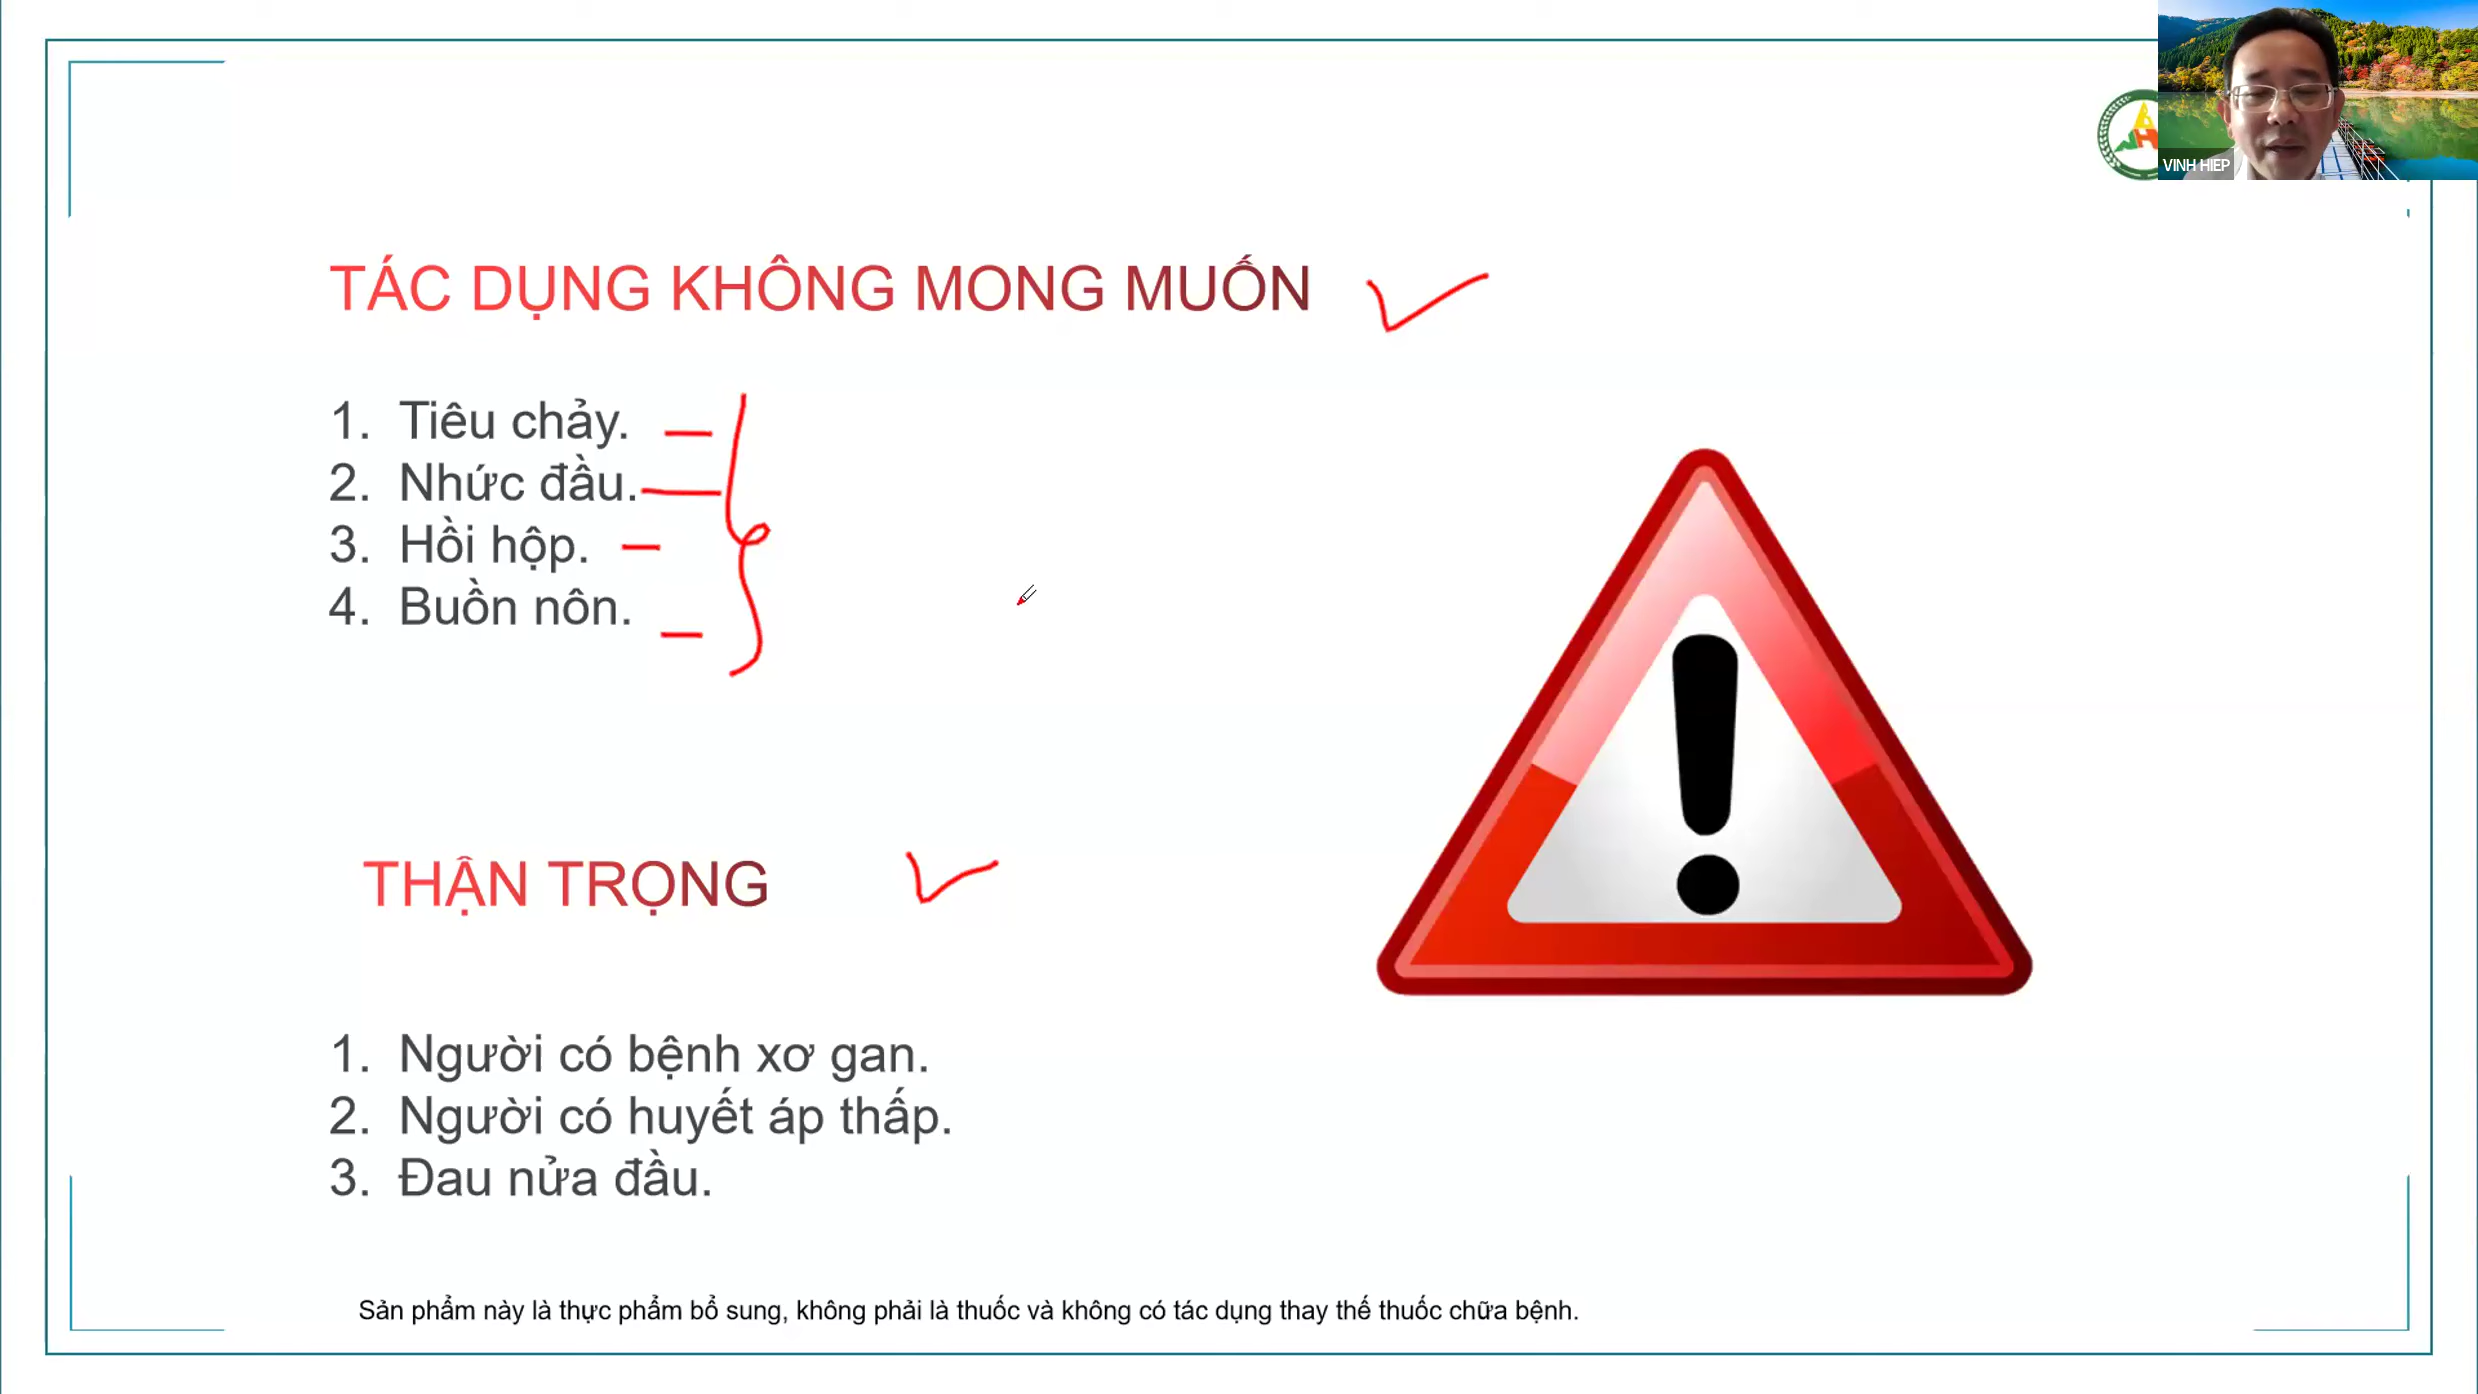 VINH HIEP
TÁC DỤNG KHÔNG MONG MUỐN
1. Tiêu chảy.
2. Nhức đầu.
3. Hồi hộp.
4. Buồn nôn.
THẬN TRỌNG
1. Người có bệnh xơ gan.
2. Người có huyết áp thấp.
3. Đau nửa đầu.
Sản phẩm này là thực phẩm bổ sung, không phải là thuốc và không có tác dụng thay thế thuốc chữa bệnh.